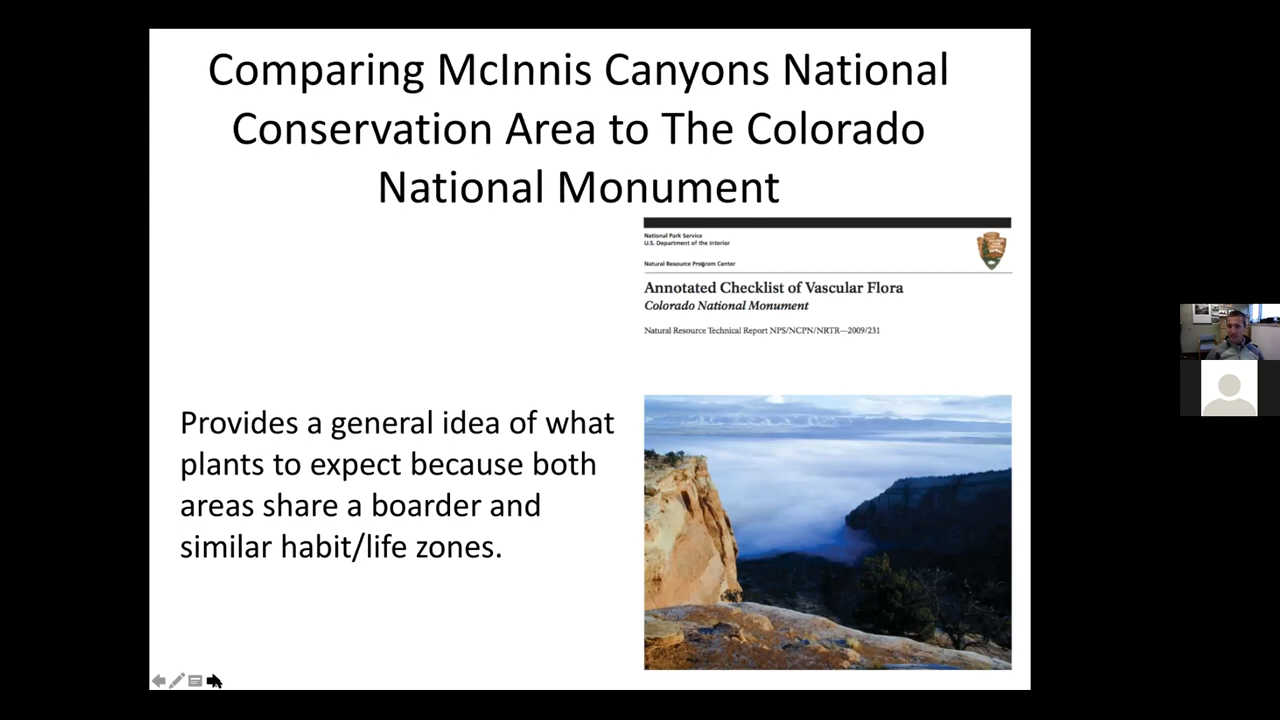 Comparing McInnis Canyons National
Conservation Area to The Colorado
National Monument
National Park Service
U.S. Department of the Interior
Natural Resource Program Center
Annotated Checklist of Vascular Flora
Colorado National Monument
Natural Resource Technical Report NPS/NCPN/NRTR—2009/231
Provides a general idea of what
plants to expect because both
areas share a boarder and
similar habit/life zones.